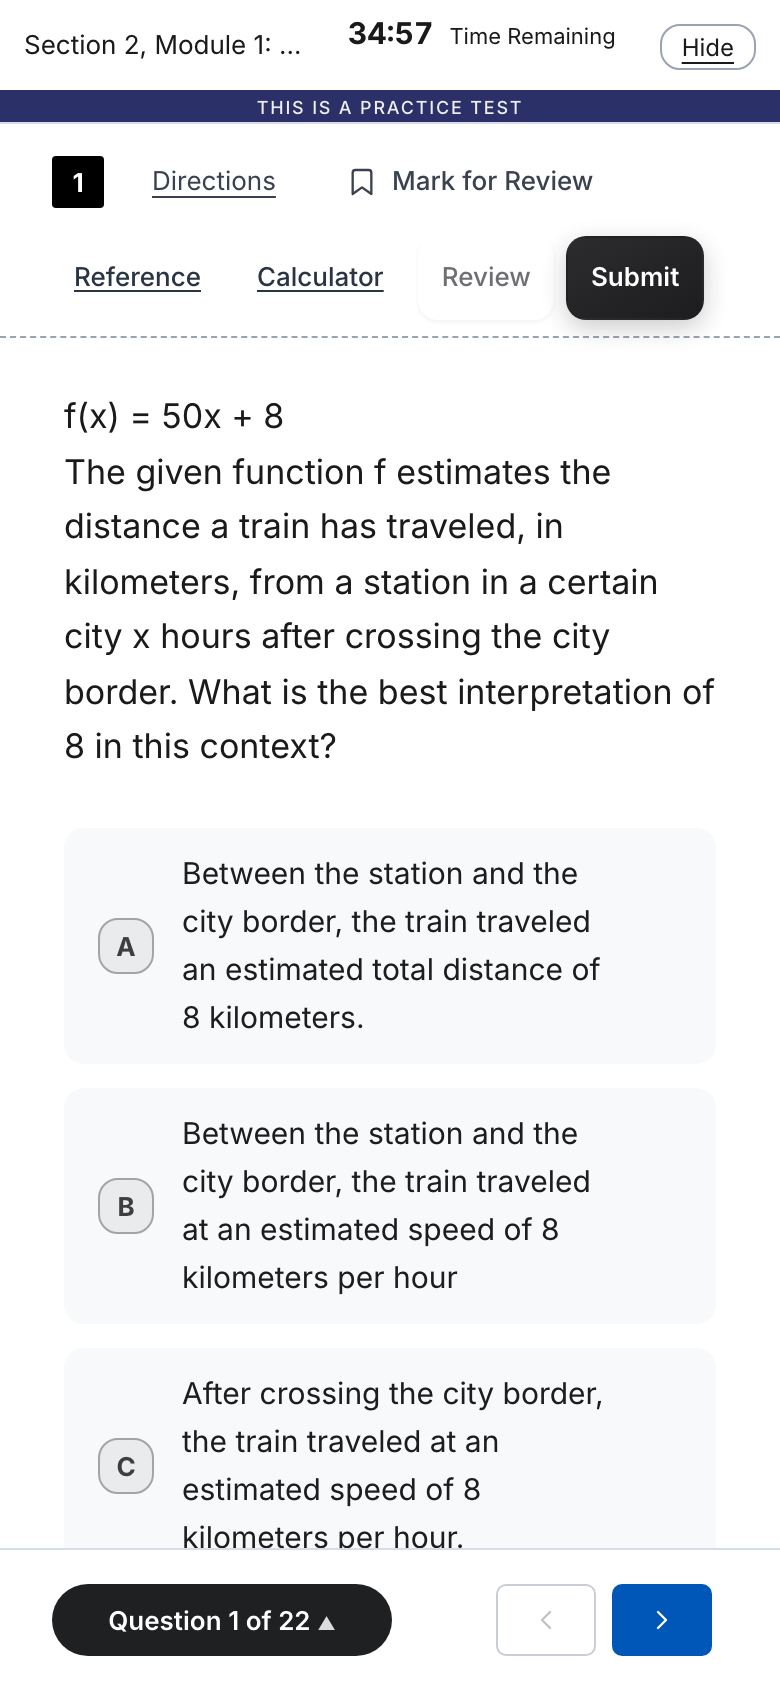 Section 2, Module 1: ...
34:57 Time Remaining
Hide
THIS IS A PRACTICE TEST
1
Directions
Mark for Review
Reference
Calculator
Review
Submit
f(x) = 50x + 8
The given function f estimates the
distance a train has traveled, in
kilometers, from a station in a certain
city x hours after crossing the city
border. What is the best interpretation of
8 in this context?
A
Between the station and the
city border, the train traveled
an estimated total distance of
8 kilometers.
B
Between the station and the
city border, the train traveled
at an estimated speed of 8
kilometers per hour
C
After crossing the city border,
the train traveled at an
estimated speed of 8
kilometers per hour.
Question 1 of 22 ▲